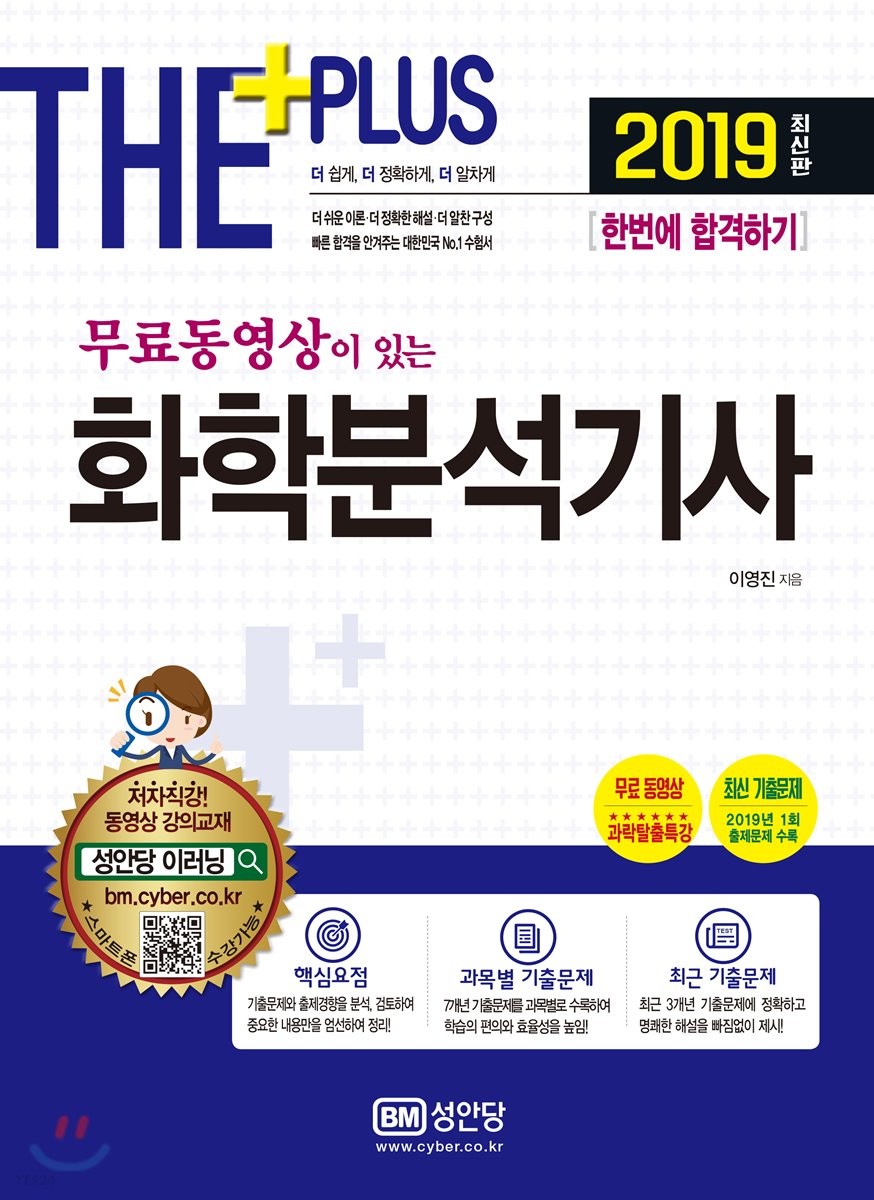 THE+PLUS
더 쉽게, 더 정확하게, 더 알차게
더 쉬운 이론·더 정확한 해설·더 알찬 구성
빠른 합격을 안겨주는 대한민국 No.1 수험서
2019 최신판
[한번에 합격하기]
무료동영상이 있는
화학분석기사
이영진 지음
저자직강!
동영상 강의교재
성안당 이러닝
bm.cyber.co.kr
★스마트폰 수강가능★
무료 동영상
★★★★★★
과락탈출특강
최신 기출문제
2019년 1회
출제문제 수록
핵심요점
기출문제와 출제경향을 분석, 검토하여
중요한 내용만을 엄선하여 정리!
과목별 기출문제
7개년 기출문제를 과목별로 수록하여
학습의 편의와 효율성을 높임!
TEST
최근 기출문제
최근 3개년 기출문제에 정확하고
명쾌한 해설을 빠짐없이 제시!
BM 성안당
www.cyber.co.kr